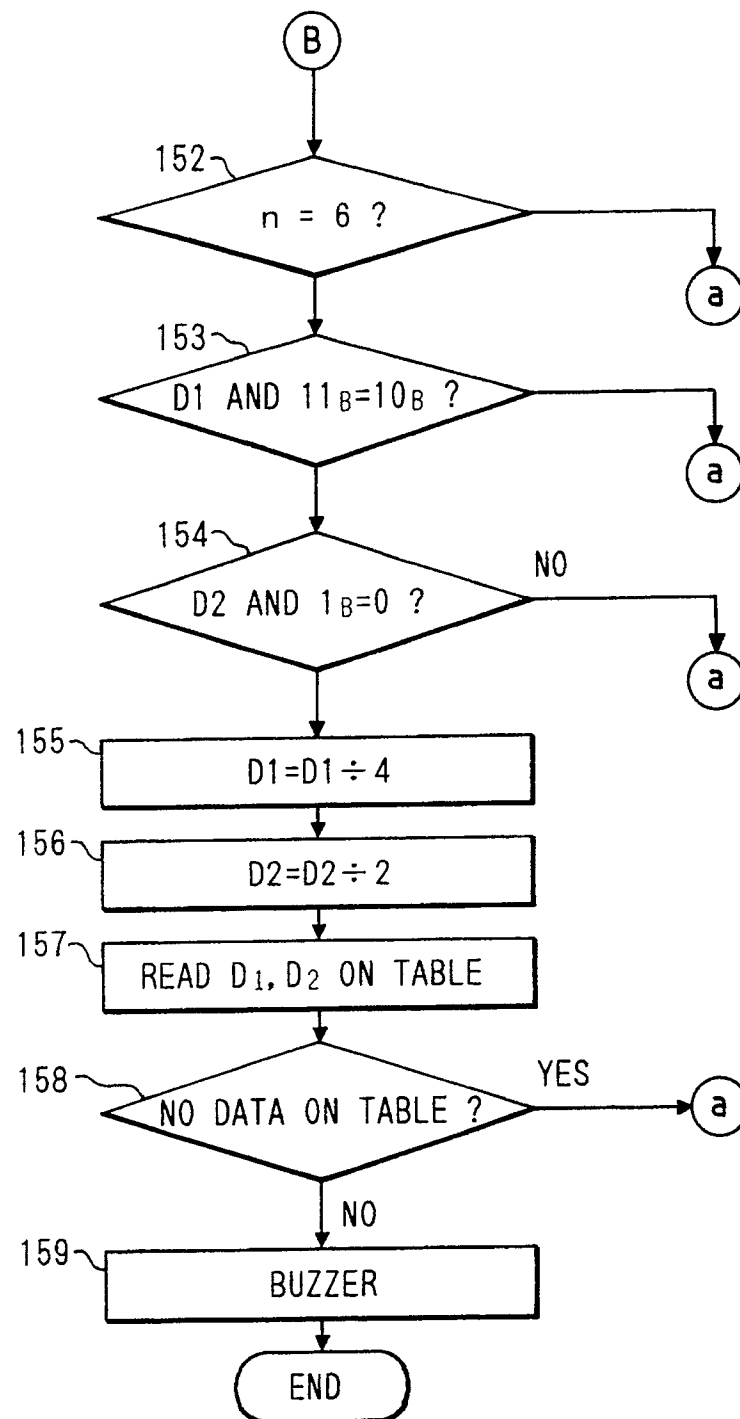 B
152
n = 6 ?
a
153
D1 AND 11B=10B ?
a
154
NO
D2 AND 1B=0 ?
a
155
D1=D1÷4
156
D2=D2÷2
157
READ D1, D2 ON TABLE
158
YES
NO DATA ON TABLE ?
a
NO
159
BUZZER
END